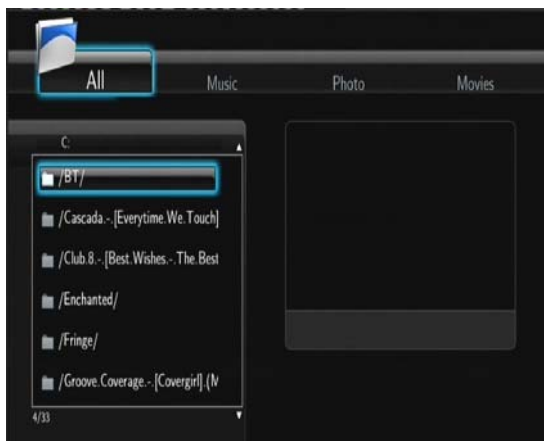 All
Music
Photo
Movies
C:
/BT/
/Cascada.-.[Everytime.We.Touch]
/Club.8.-.[Best.Wishes.-.The.Best
/Enchanted/
/Fringe/
/Groove.Coverage.-.[Covergirl].(M
4/33